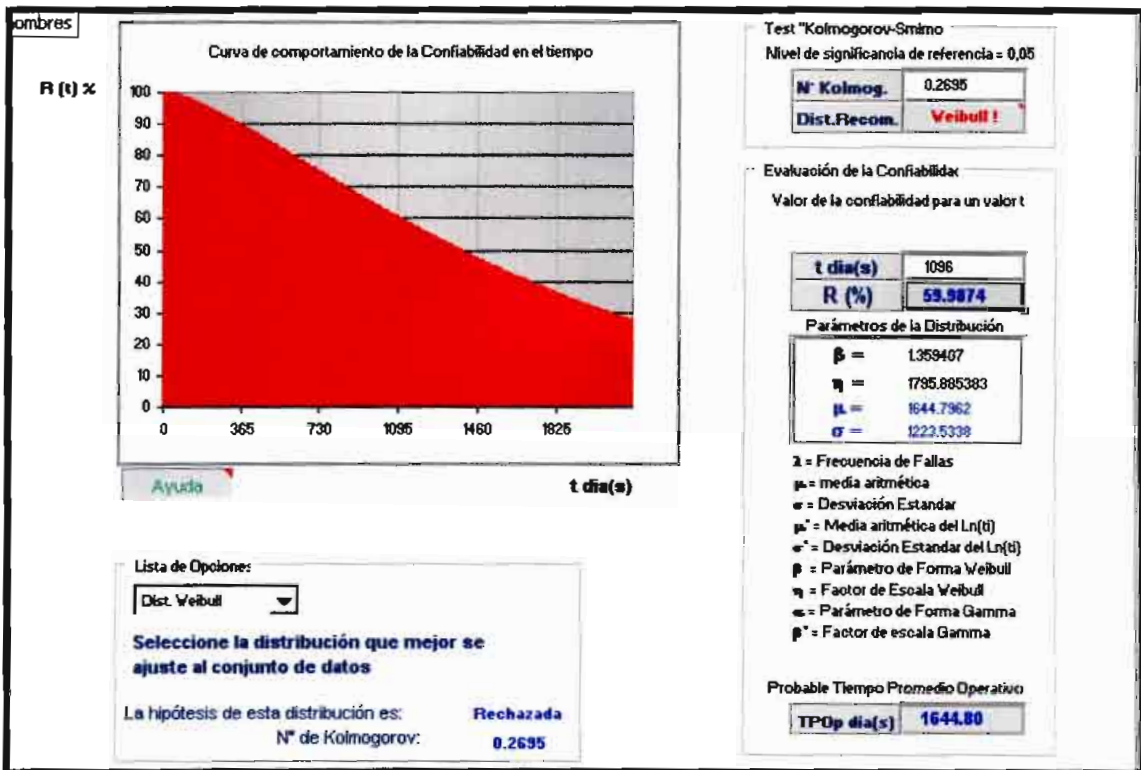 ombres
Curva de comportamiento de la Confiabilidad en el tiempo
R (t) %
100
90
80
70
60
50
40
30
20
10
0
0 365 730 1095 1460 1825
Ayuda
t dia(s)
Lista de Opciones
Dist. Weibull
Seleccione la distribución que mejor se
ajuste al conjunto de datos
La hipótesis de esta distribución es: Rechazada
N° de Kolmogorov: 0.2695
Test "Kolmogorov-Smirno
Nivel de significancia de referencia = 0,05
N° Kolmog. 0.2695
Dist.Recom. Weibull !
Evaluación de la Confiabilidad
Valor de la confiabilidad para un valor t
t dia(s) 1096
R (%) 59.9874
Parámetros de la Distribución
β = 1.359407
η = 1795.885383
μ = 1644.7962
σ = 1223.5338
λ = Frecuencia de Fallas
μ = media aritmética
σ = Desviación Estandar
μ' = Media aritmética del Ln(ti)
σ' = Desviación Estandar del Ln(ti)
β = Parámetro de Forma Weibull
η = Factor de Escala Weibull
α = Parámetro de Forma Gamma
β' = Factor de escala Gamma
Probable Tiempo Promedio Operativo
TPOp dia(s) 1644.80